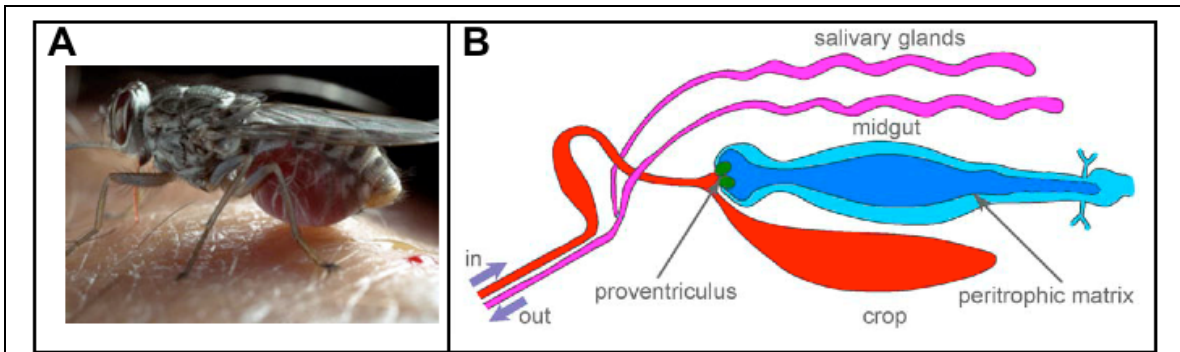 A
B
salivary glands
midgut
in
out
proventriculus
peritrophic matrix
crop